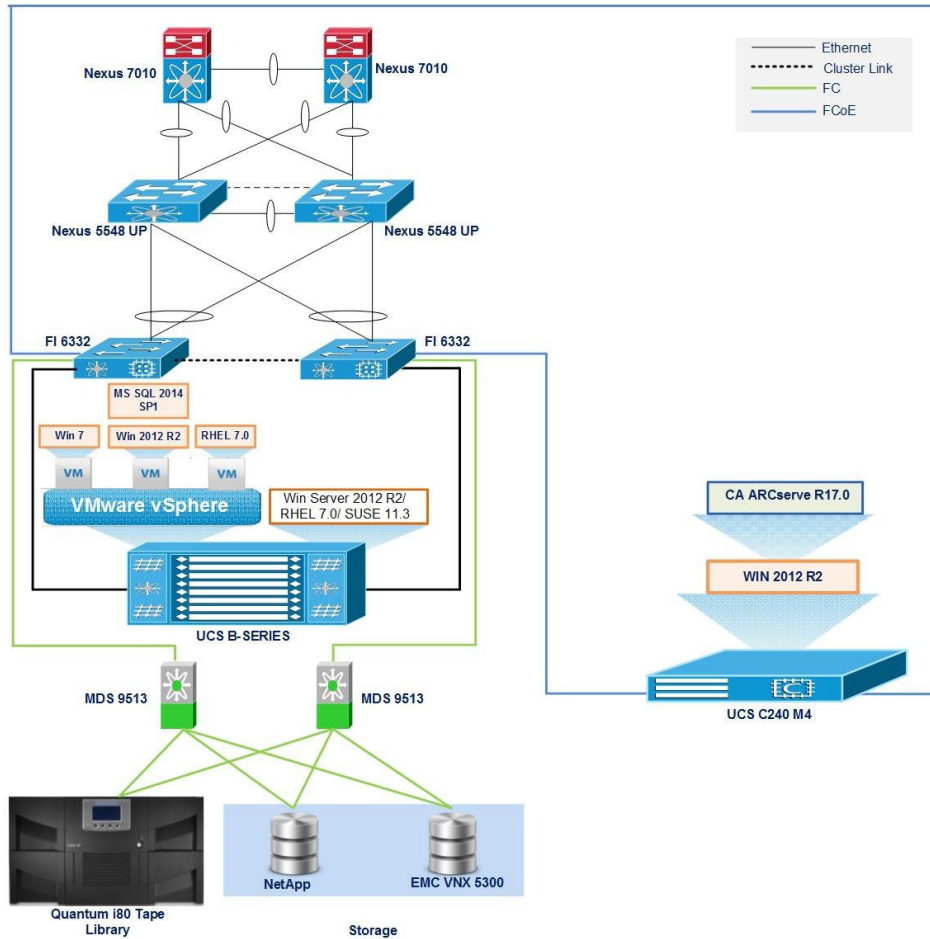 Nexus 7010
Nexus 7010
Ethernet
Cluster Link
FC
FCoE
Nexus 5548 UP
Nexus 5548 UP
FI 6332
FI 6332
MS SQL 2014
SP1
Win 7
Win 2012 R2
RHEL 7.0
VM
VM
VM
VMware vSphere
Win Server 2012 R2/
RHEL 7.0/ SUSE 11.3
UCS B-SERIES
CA ARCserve R17.0
WIN 2012 R2
UCS C240 M4
MDS 9513
MDS 9513
NetApp
EMC VNX 5300
Quantum i80 Tape
Library
Storage